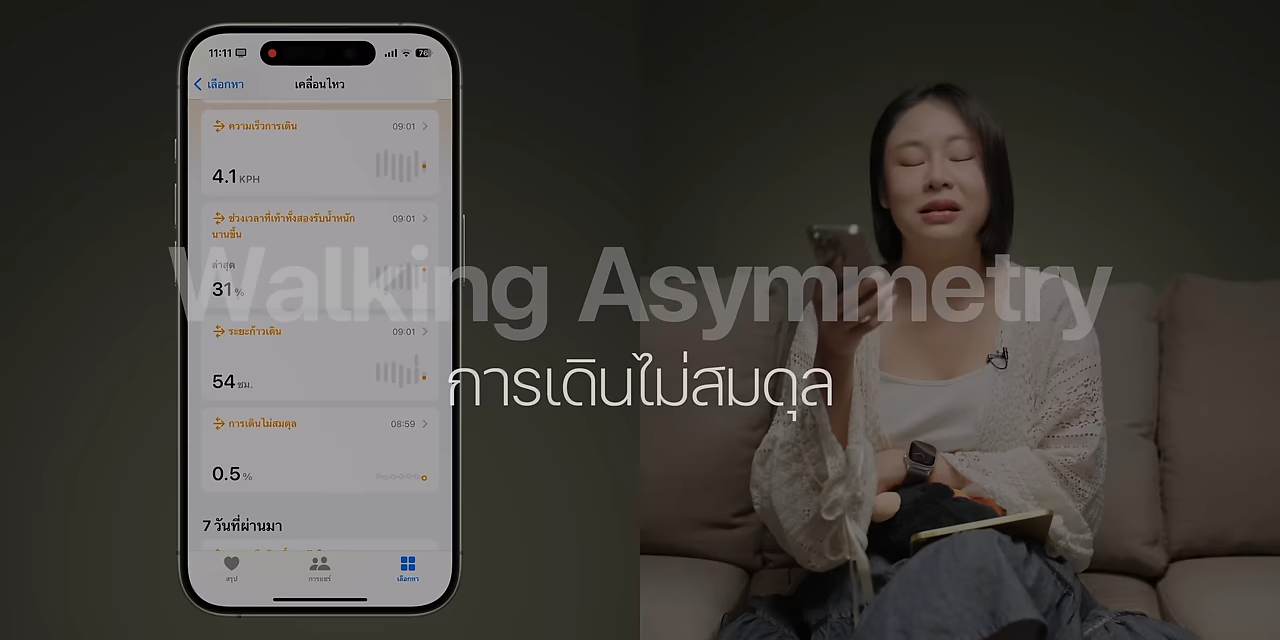 11:11
76
เลือกหา
เคลื่อนไหว
ความเร็วการเดิน 09:01
4.1 KPH
ช่วงเวลาที่เท้าทั้งสองรับน้ำหนัก 09:01
นานขึ้น
ล่าสุด
31 %
ระยะก้าวเดิน 09:01
54 ซม.
การเดินไม่สมดุล 08:59
0.5 %
7 วันที่ผ่านมา
สรุป
การแชร์
เลือกหา
Walking Asymmetry
การเดินไม่สมดุล